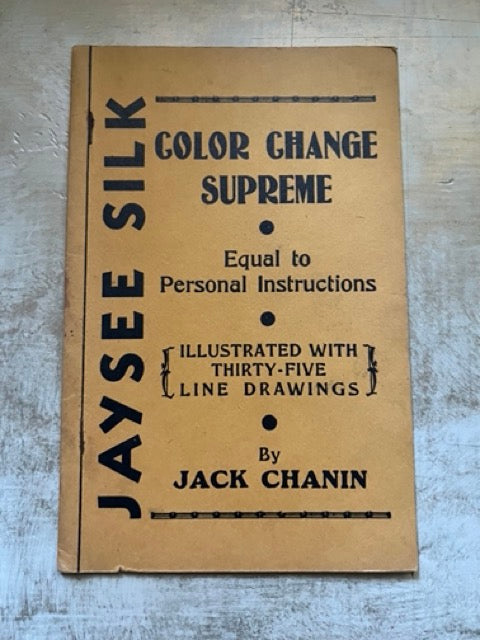 JAYSEE SILK
COLOR CHANGE
SUPREME
Equal to
Personal Instructions
ILLUSTRATED WITH
THIRTY-FIVE
LINE DRAWINGS
By
JACK CHANIN